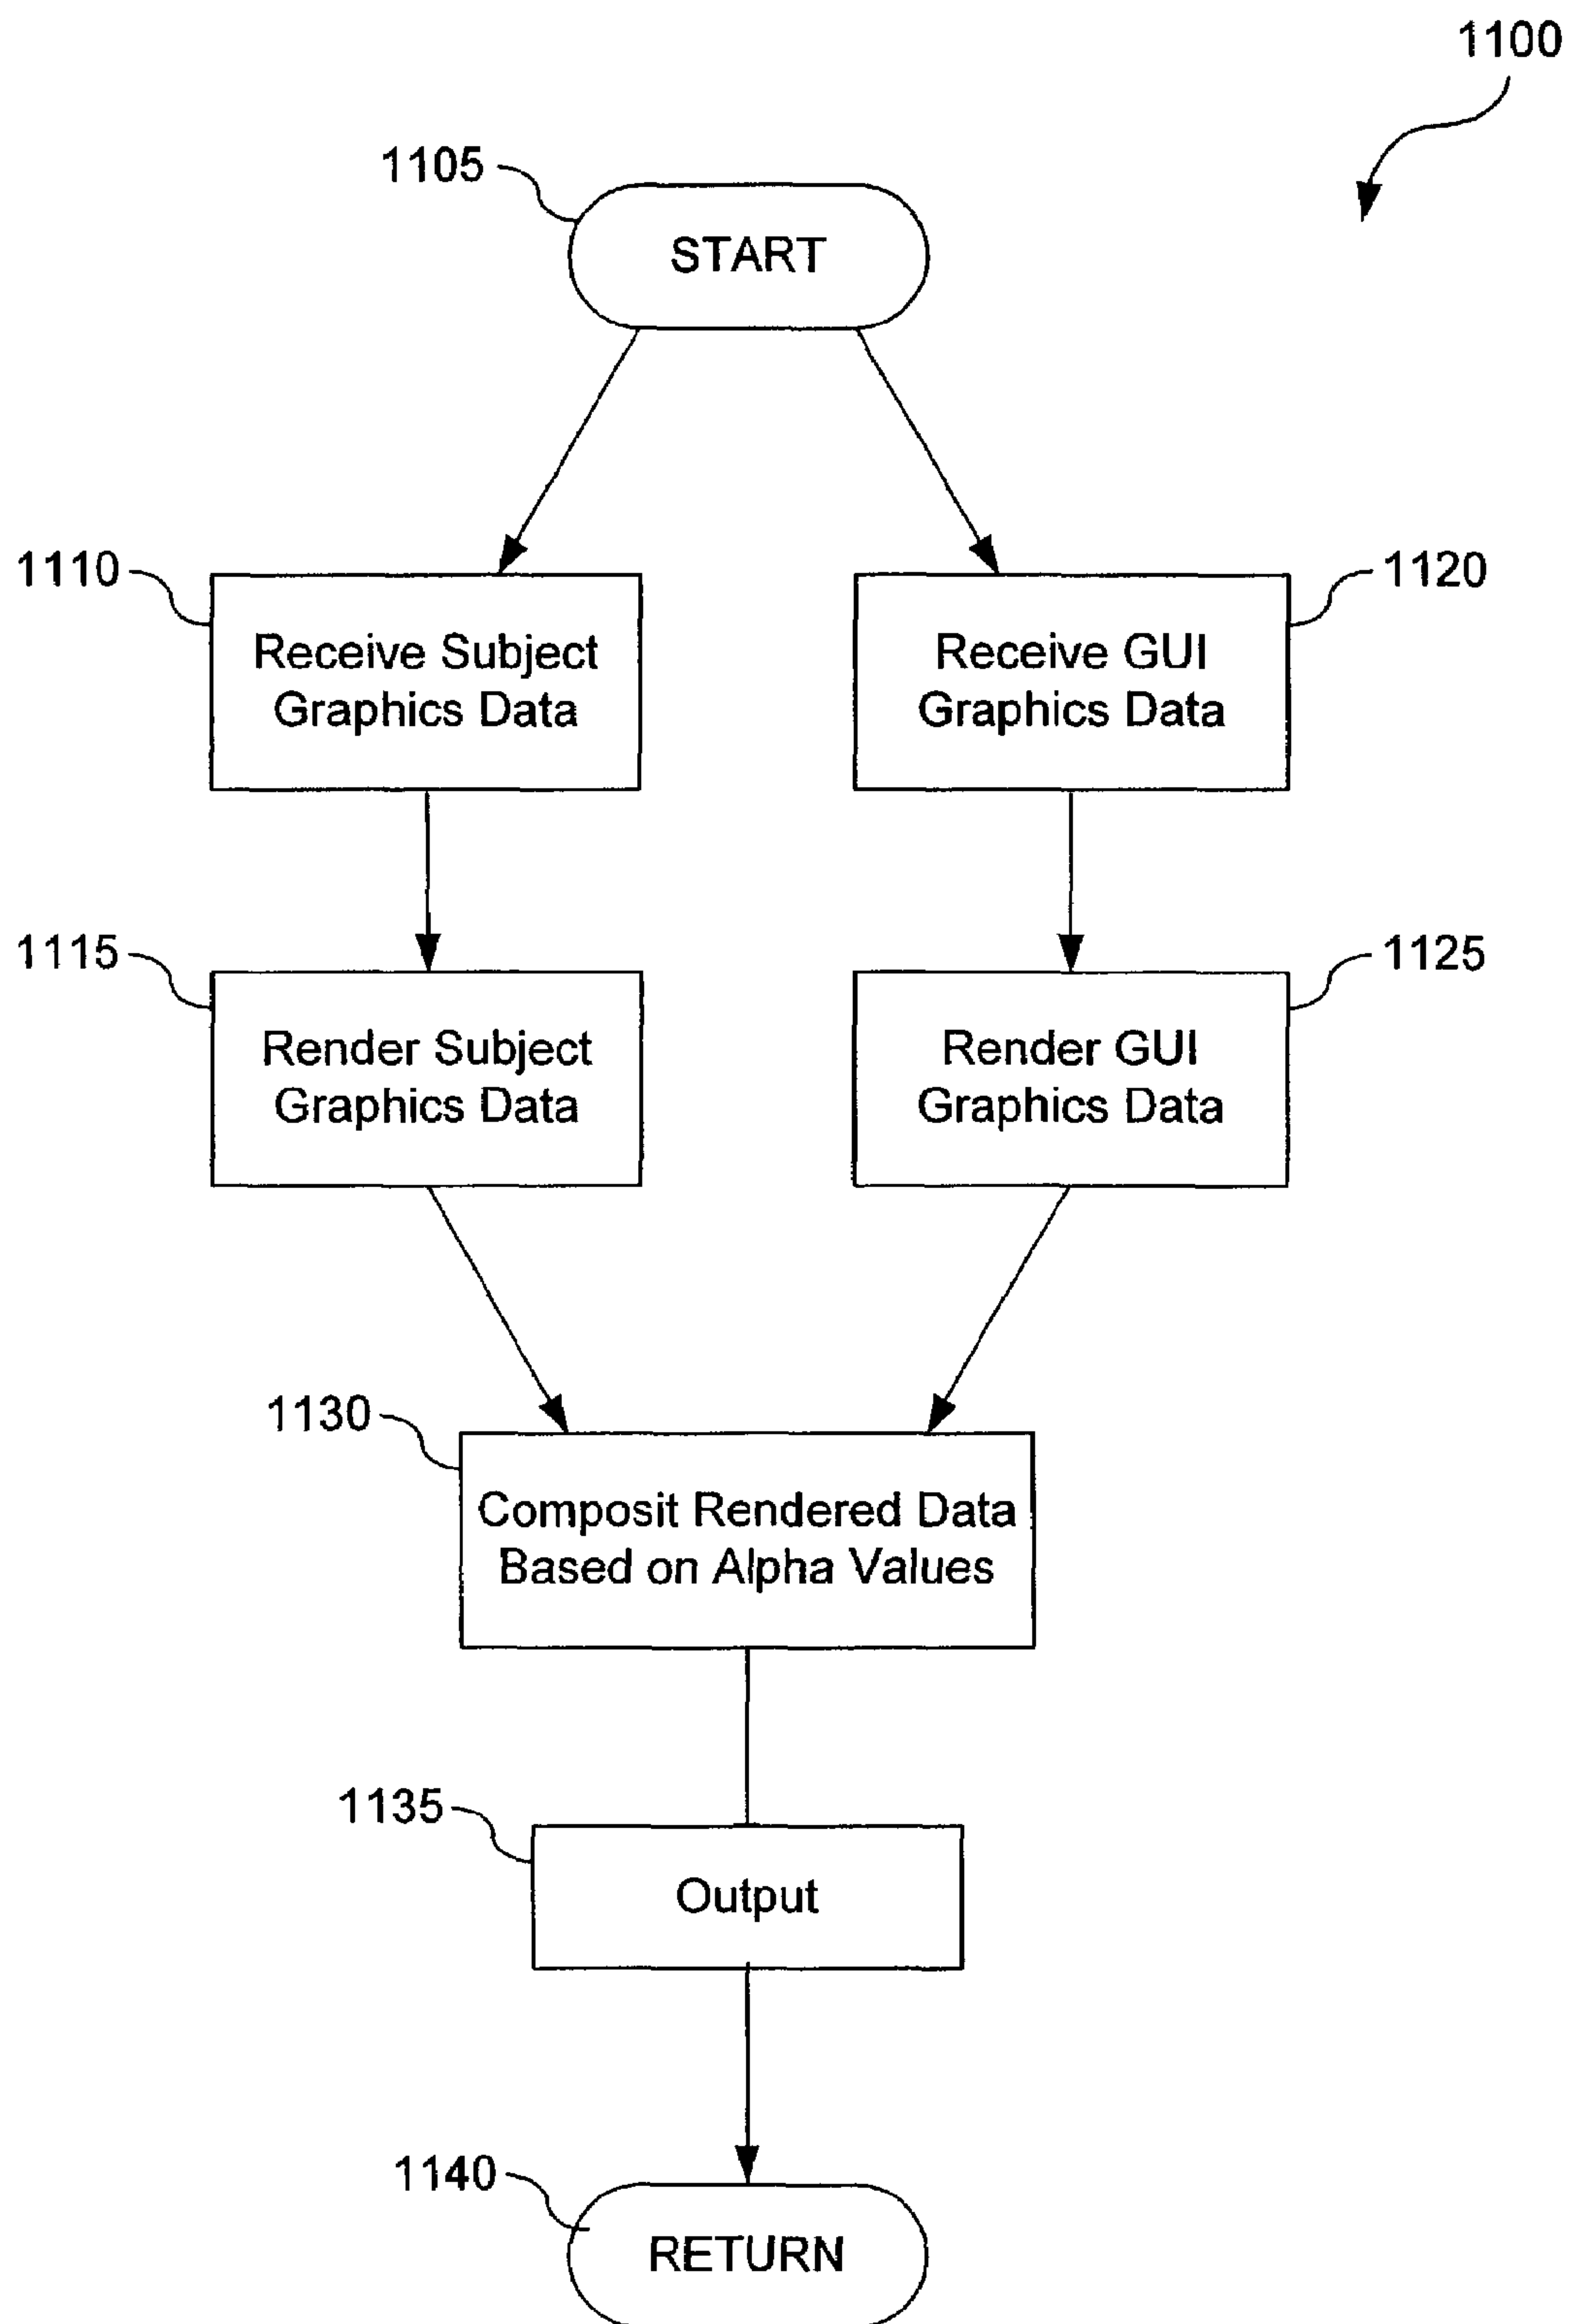 1100
1105
START
1110
Receive Subject
Graphics Data
1120
Receive GUI
Graphics Data
1115
Render Subject
Graphics Data
1125
Render GUI
Graphics Data
1130
Composit Rendered Data
Based on Alpha Values
1135
Output
1140
RETURN